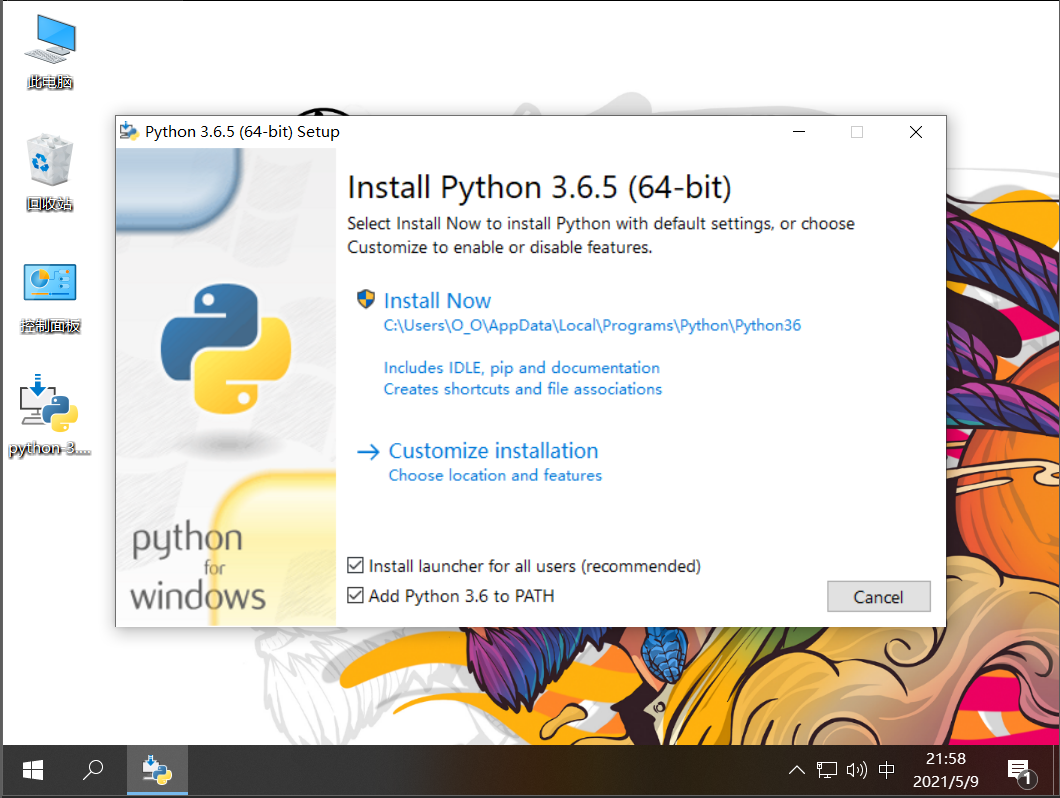 此电脑
回收站
控制面板
python-3....
Python 3.6.5 (64-bit) Setup
Install Python 3.6.5 (64-bit)
Select Install Now to install Python with default settings, or choose
Customize to enable or disable features.
Install Now
C:\Users\O_O\AppData\Local\Programs\Python\Python36
Includes IDLE, pip and documentation
Creates shortcuts and file associations
Customize installation
Choose location and features
python
for
windows
Install launcher for all users (recommended)
Add Python 3.6 to PATH
Cancel
中
21:58
2021/5/9
1